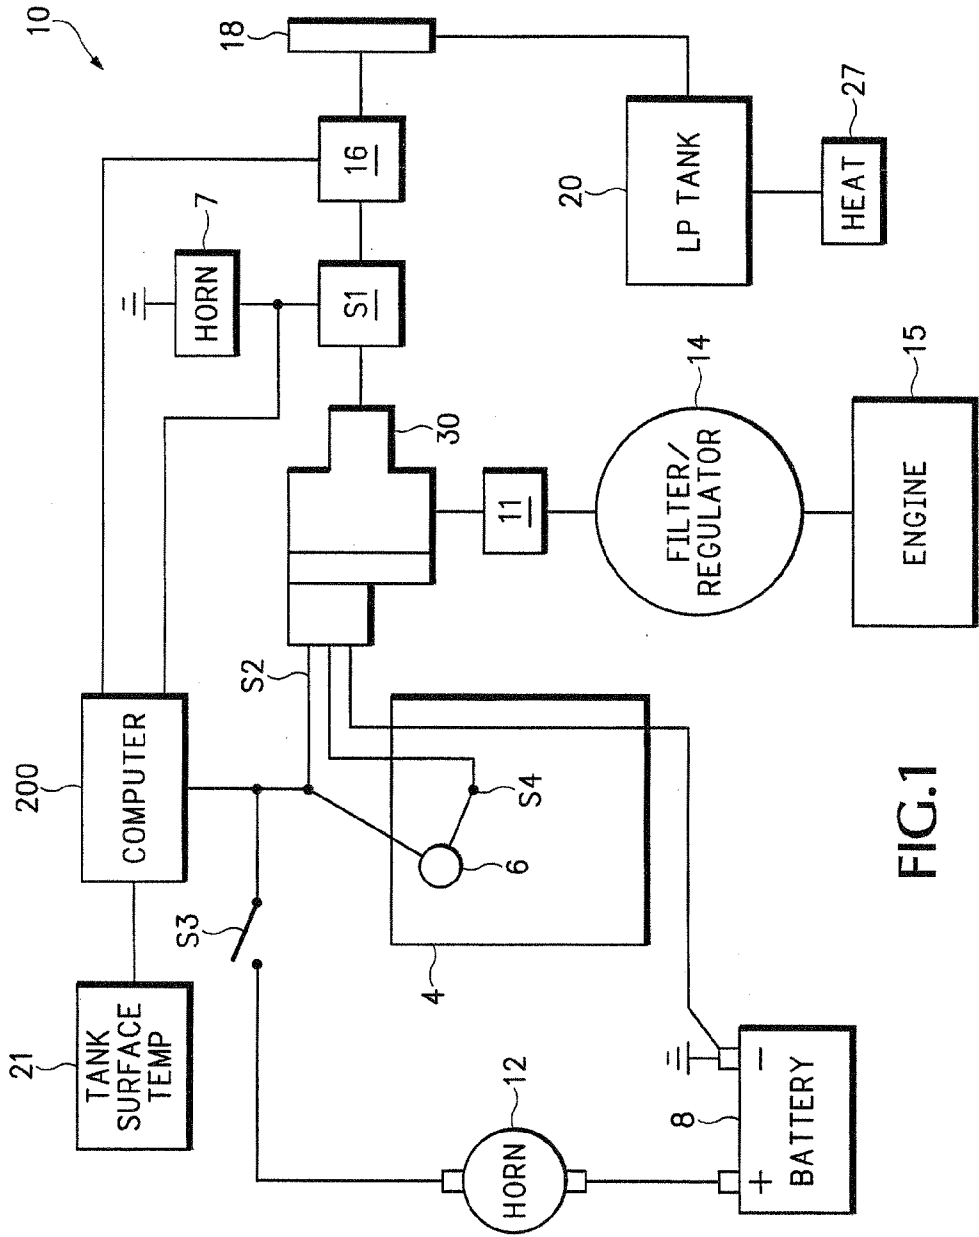 10
18
16
7
HORN
S1
20
LP TANK
27
HEAT
30
11
14
FILTER/
REGULATOR
15
ENGINE
200
COMPUTER
S2
S3
S4
6
4
21
TANK
SURFACE
TEMP
12
HORN
8
+
−
BATTERY
FIG.1